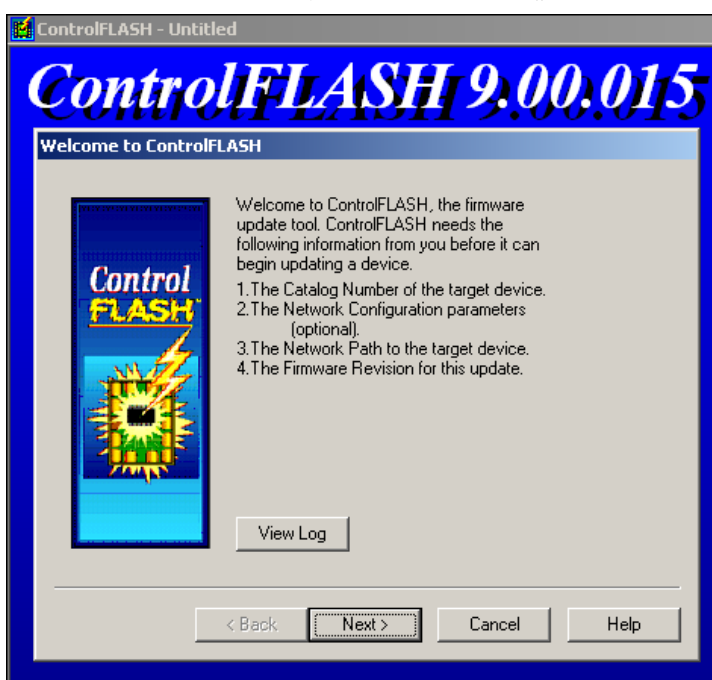 ControlFLASH - Untitled
ControlFLASH 9.00.015
Welcome to ControlFLASH
Control
FLASH
Welcome to ControlFLASH, the firmware
update tool. ControlFLASH needs the
following information from you before it can
begin updating a device.
1.The Catalog Number of the target device.
2.The Network Configuration parameters
(optional).
3.The Network Path to the target device.
4.The Firmware Revision for this update.
View Log
< Back
Next >
Cancel
Help